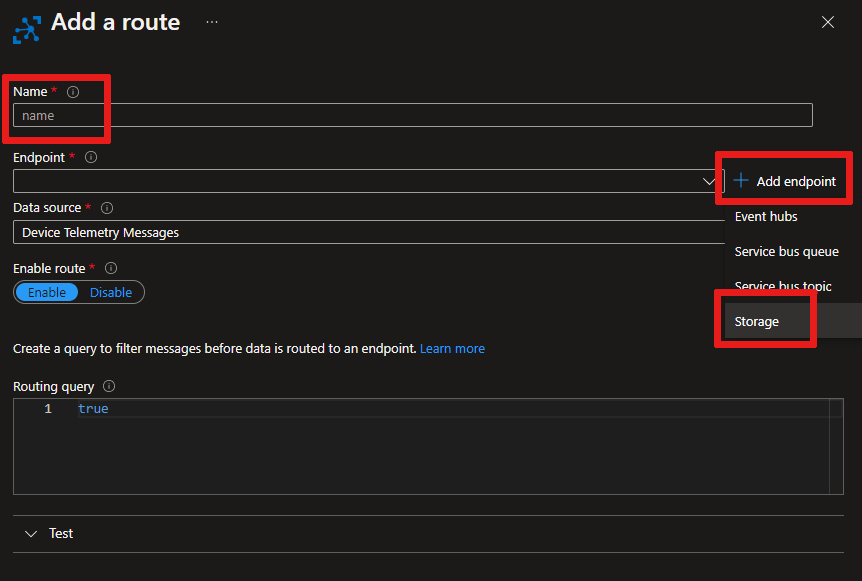 Add a route ...
Name *
name
Endpoint *
Add endpoint
Event hubs
Service bus queue
Service bus topic
Storage
Data source *
Device Telemetry Messages
Enable route *
Enable Disable
Create a query to filter messages before data is routed to an endpoint. Learn more
Routing query
1 true
Test